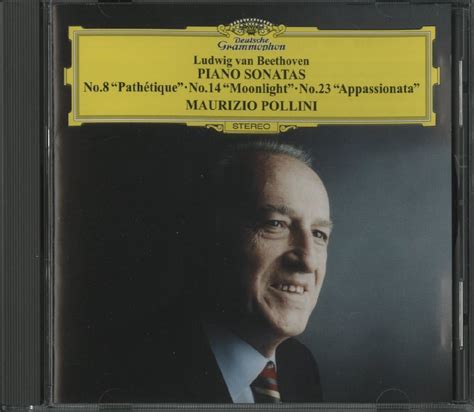 Deutsche
Grammophon
Ludwig van Beethoven
PIANO SONATAS
No.8 “Pathétique”·No.14 “Moonlight”·No.23 “Appassionata”
MAURIZIO POLLINI
STEREO